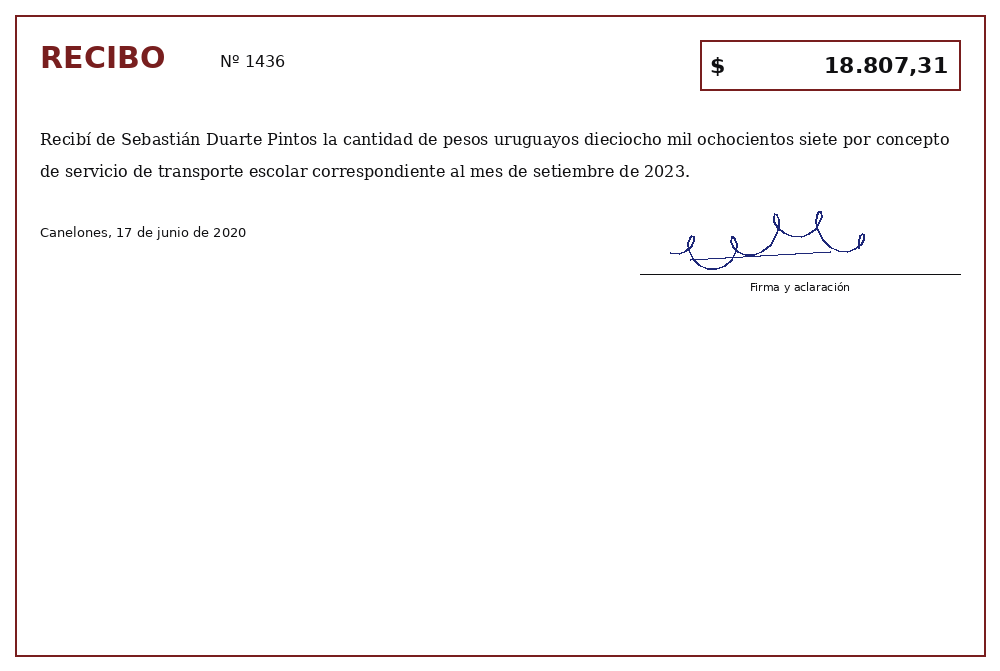 RECIBO Nº 1436 $ 18.807,31
Recibí de Sebastián Duarte Pintos la cantidad de pesos uruguayos dieciocho mil ochocientos siete por concepto
de servicio de transporte escolar correspondiente al mes de setiembre de 2023.
Canelones, 17 de junio de 2020
Firma y aclaración